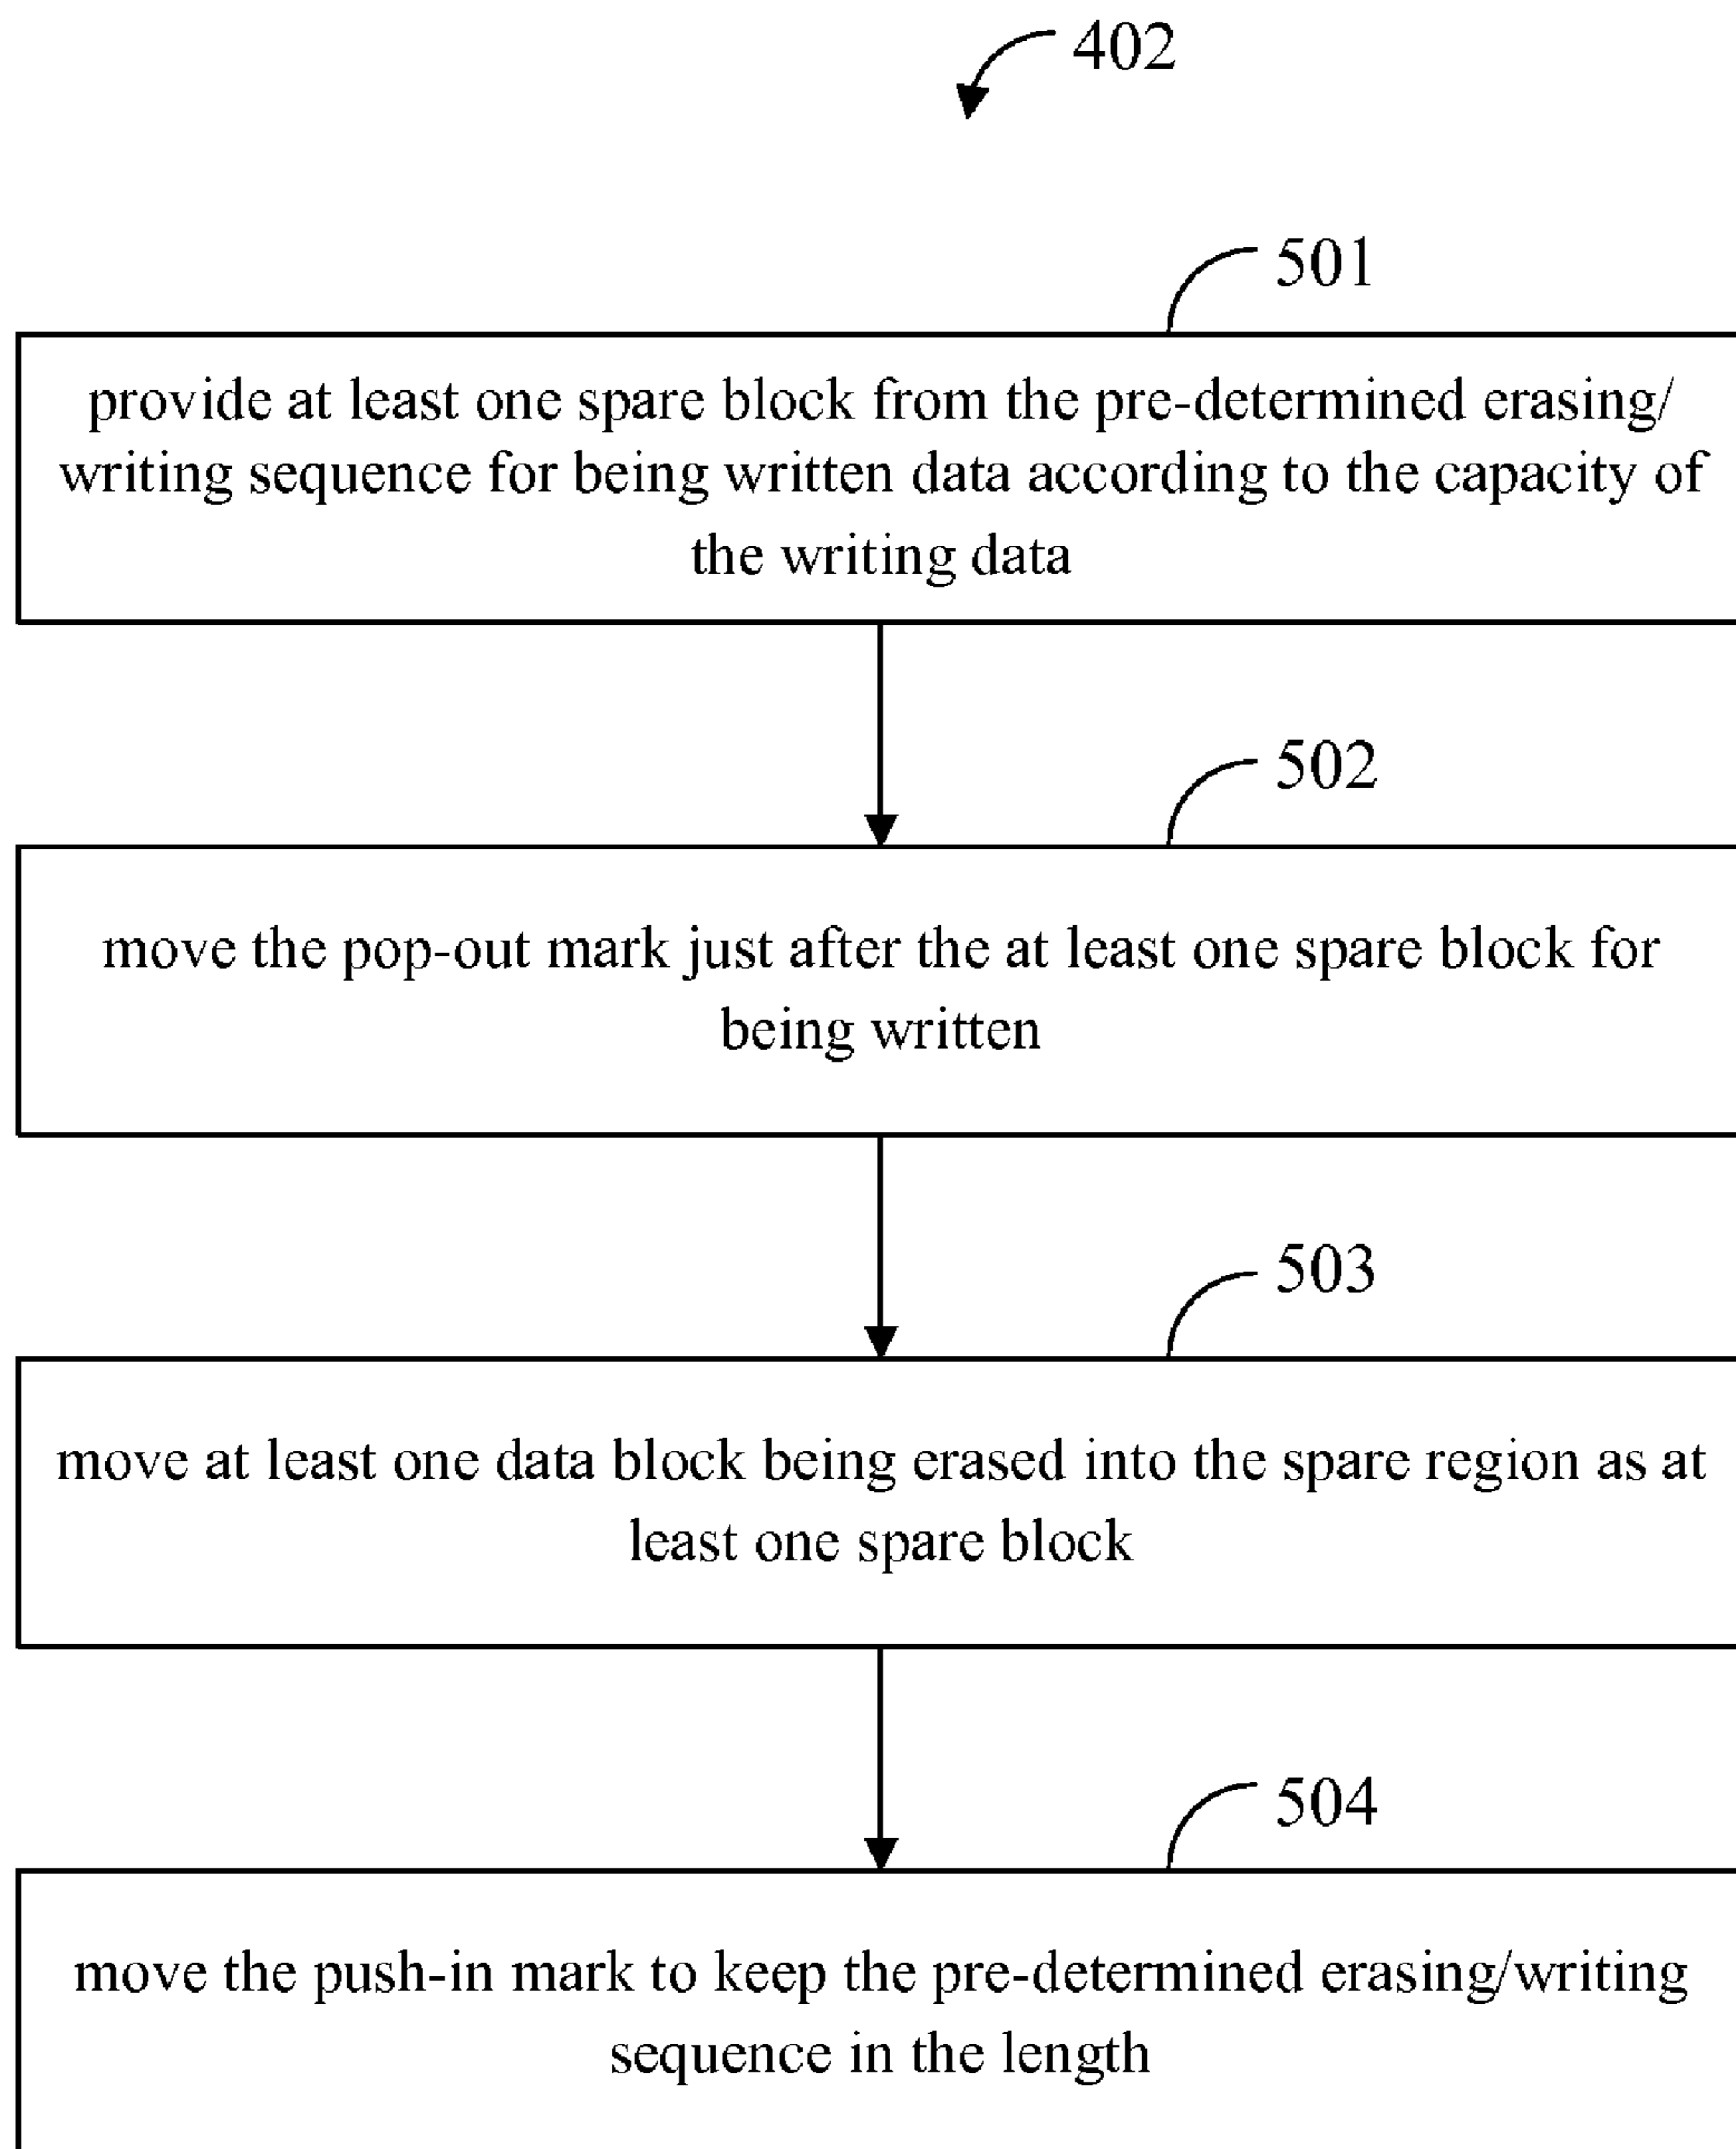 402
501
provide at least one spare block from the pre-determined erasing/
writing sequence for being written data according to the capacity of
the writing data
502
move the pop-out mark just after the at least one spare block for
being written
503
move at least one data block being erased into the spare region as at
least one spare block
504
move the push-in mark to keep the pre-determined erasing/writing
sequence in the length